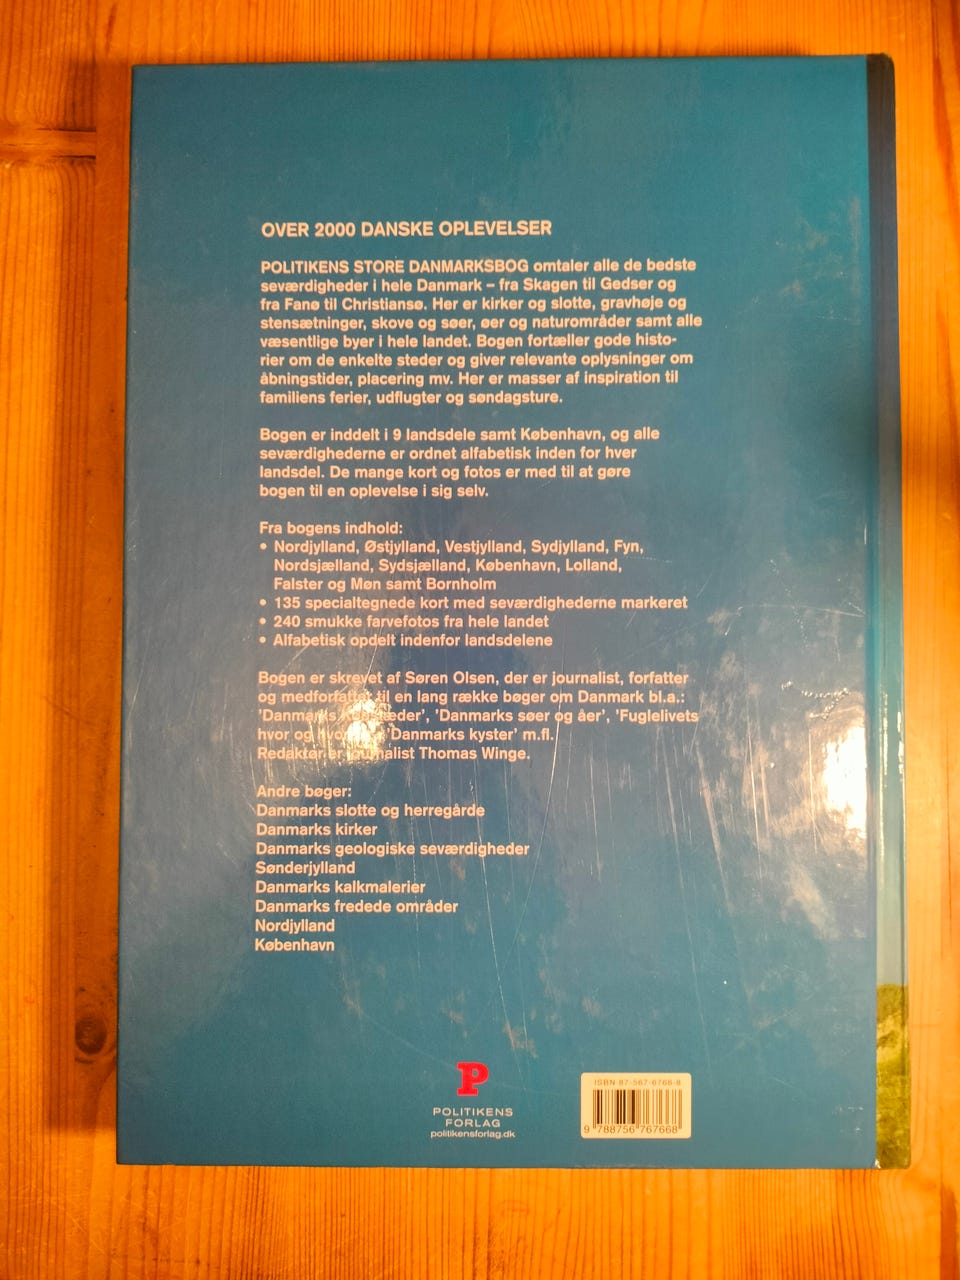 OVER 2000 DANSKE OPLEVELSER
POLITIKENS STORE DANMARKSBOG omtaler alle de bedste
seværdigheder i hele Danmark – fra Skagen til Gedser og
fra Fanø til Christiansø. Her er kirker og slotte, gravhøje og
stensætninger, skove og søer, øer og naturområder samt alle
væsentlige byer i hele landet. Bogen fortæller gode histo-
rier om de enkelte steder og giver relevante oplysninger om
åbningstider, placering mv. Her er masser af inspiration til
familiens ferier, udflugter og søndagsture.
Bogen er inddelt i 9 landsdele samt København, og alle
seværdighederne er ordnet alfabetisk inden for hver
landsdel. De mange kort og fotos er med til at gøre
bogen til en oplevelse i sig selv.
Fra bogens indhold:
• Nordjylland, Østjylland, Vestjylland, Sydjylland, Fyn,
Nordsjælland, Sydsjælland, København, Lolland,
Falster og Møn samt Bornholm
• 135 specialtegnede kort med seværdighederne markeret
• 240 smukke farvefotos fra hele landet
• Alfabetisk opdelt indenfor landsdelene
Bogen er skrevet af Søren Olsen, der er journalist, forfatter
og medforfatter til en lang række bøger om Danmark bl.a.:
'Danmarks 'Danmarks søer og åer', 'Fuglelivets
hvor og 'Danmarks kyster' m.fl.
Redaktør er journalist Thomas Winge.
Andre bøger:
Danmarks slotte og herregårde
Danmarks kirker
Danmarks geologiske seværdigheder
Sønderjylland
Danmarks kalkmalerier
Danmarks fredede områder
Nordjylland
København
P
POLITIKENS
FORLAG
politikensforlag.dk
ISBN 87-567-6766-8
9 788756 767668